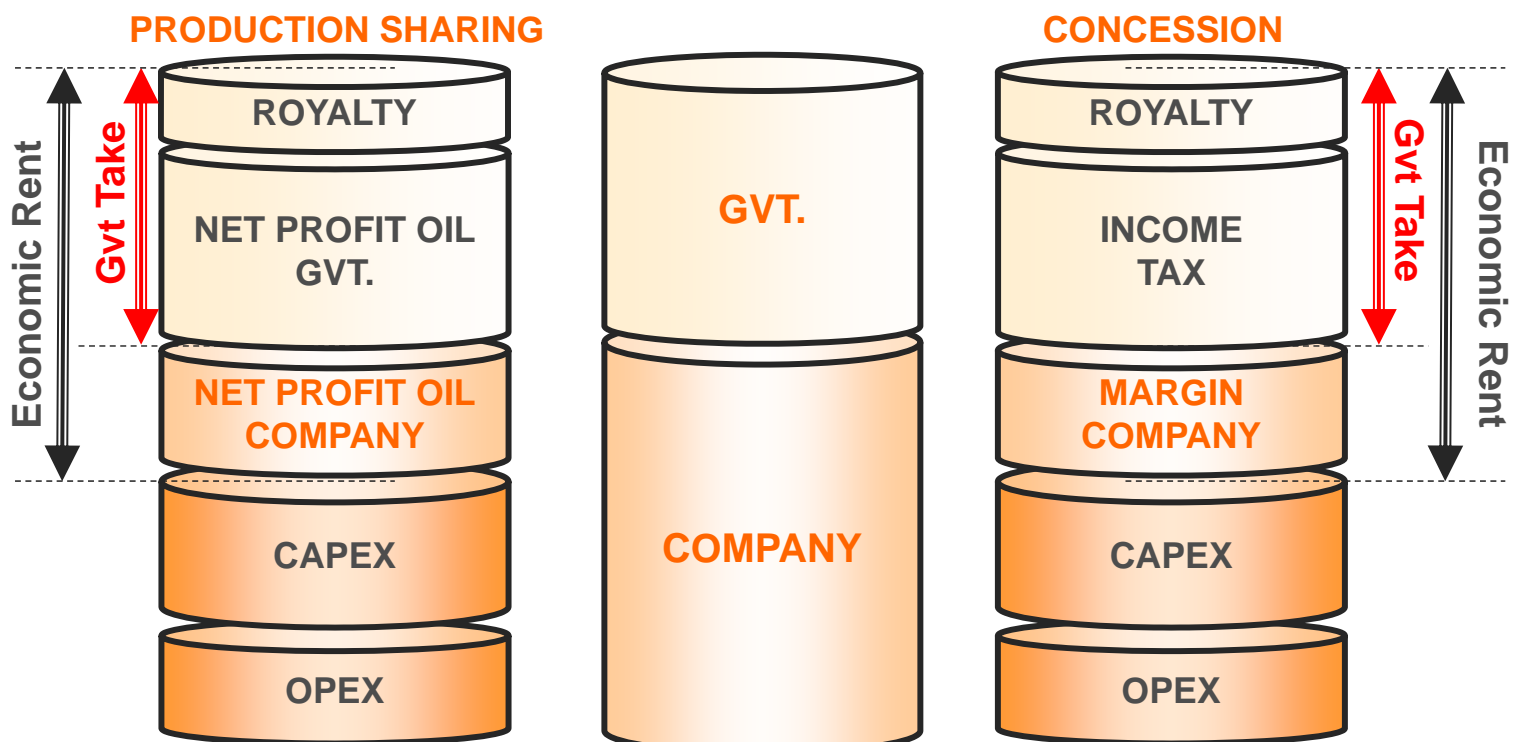 PRODUCTION SHARING
CONCESSION
Economic Rent
Gvt Take
ROYALTY
NET PROFIT OIL
GVT.
NET PROFIT OIL
COMPANY
CAPEX
OPEX
GVT.
COMPANY
ROYALTY
INCOME
TAX
MARGIN
COMPANY
CAPEX
OPEX
Gvt Take
Economic Rent